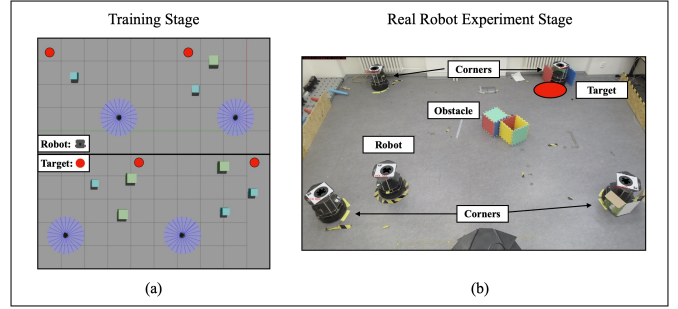 Training Stage
Real Robot Experiment Stage
Robot:
Target:
Corners
Target
Obstacle
Robot
Corners
(a)
(b)